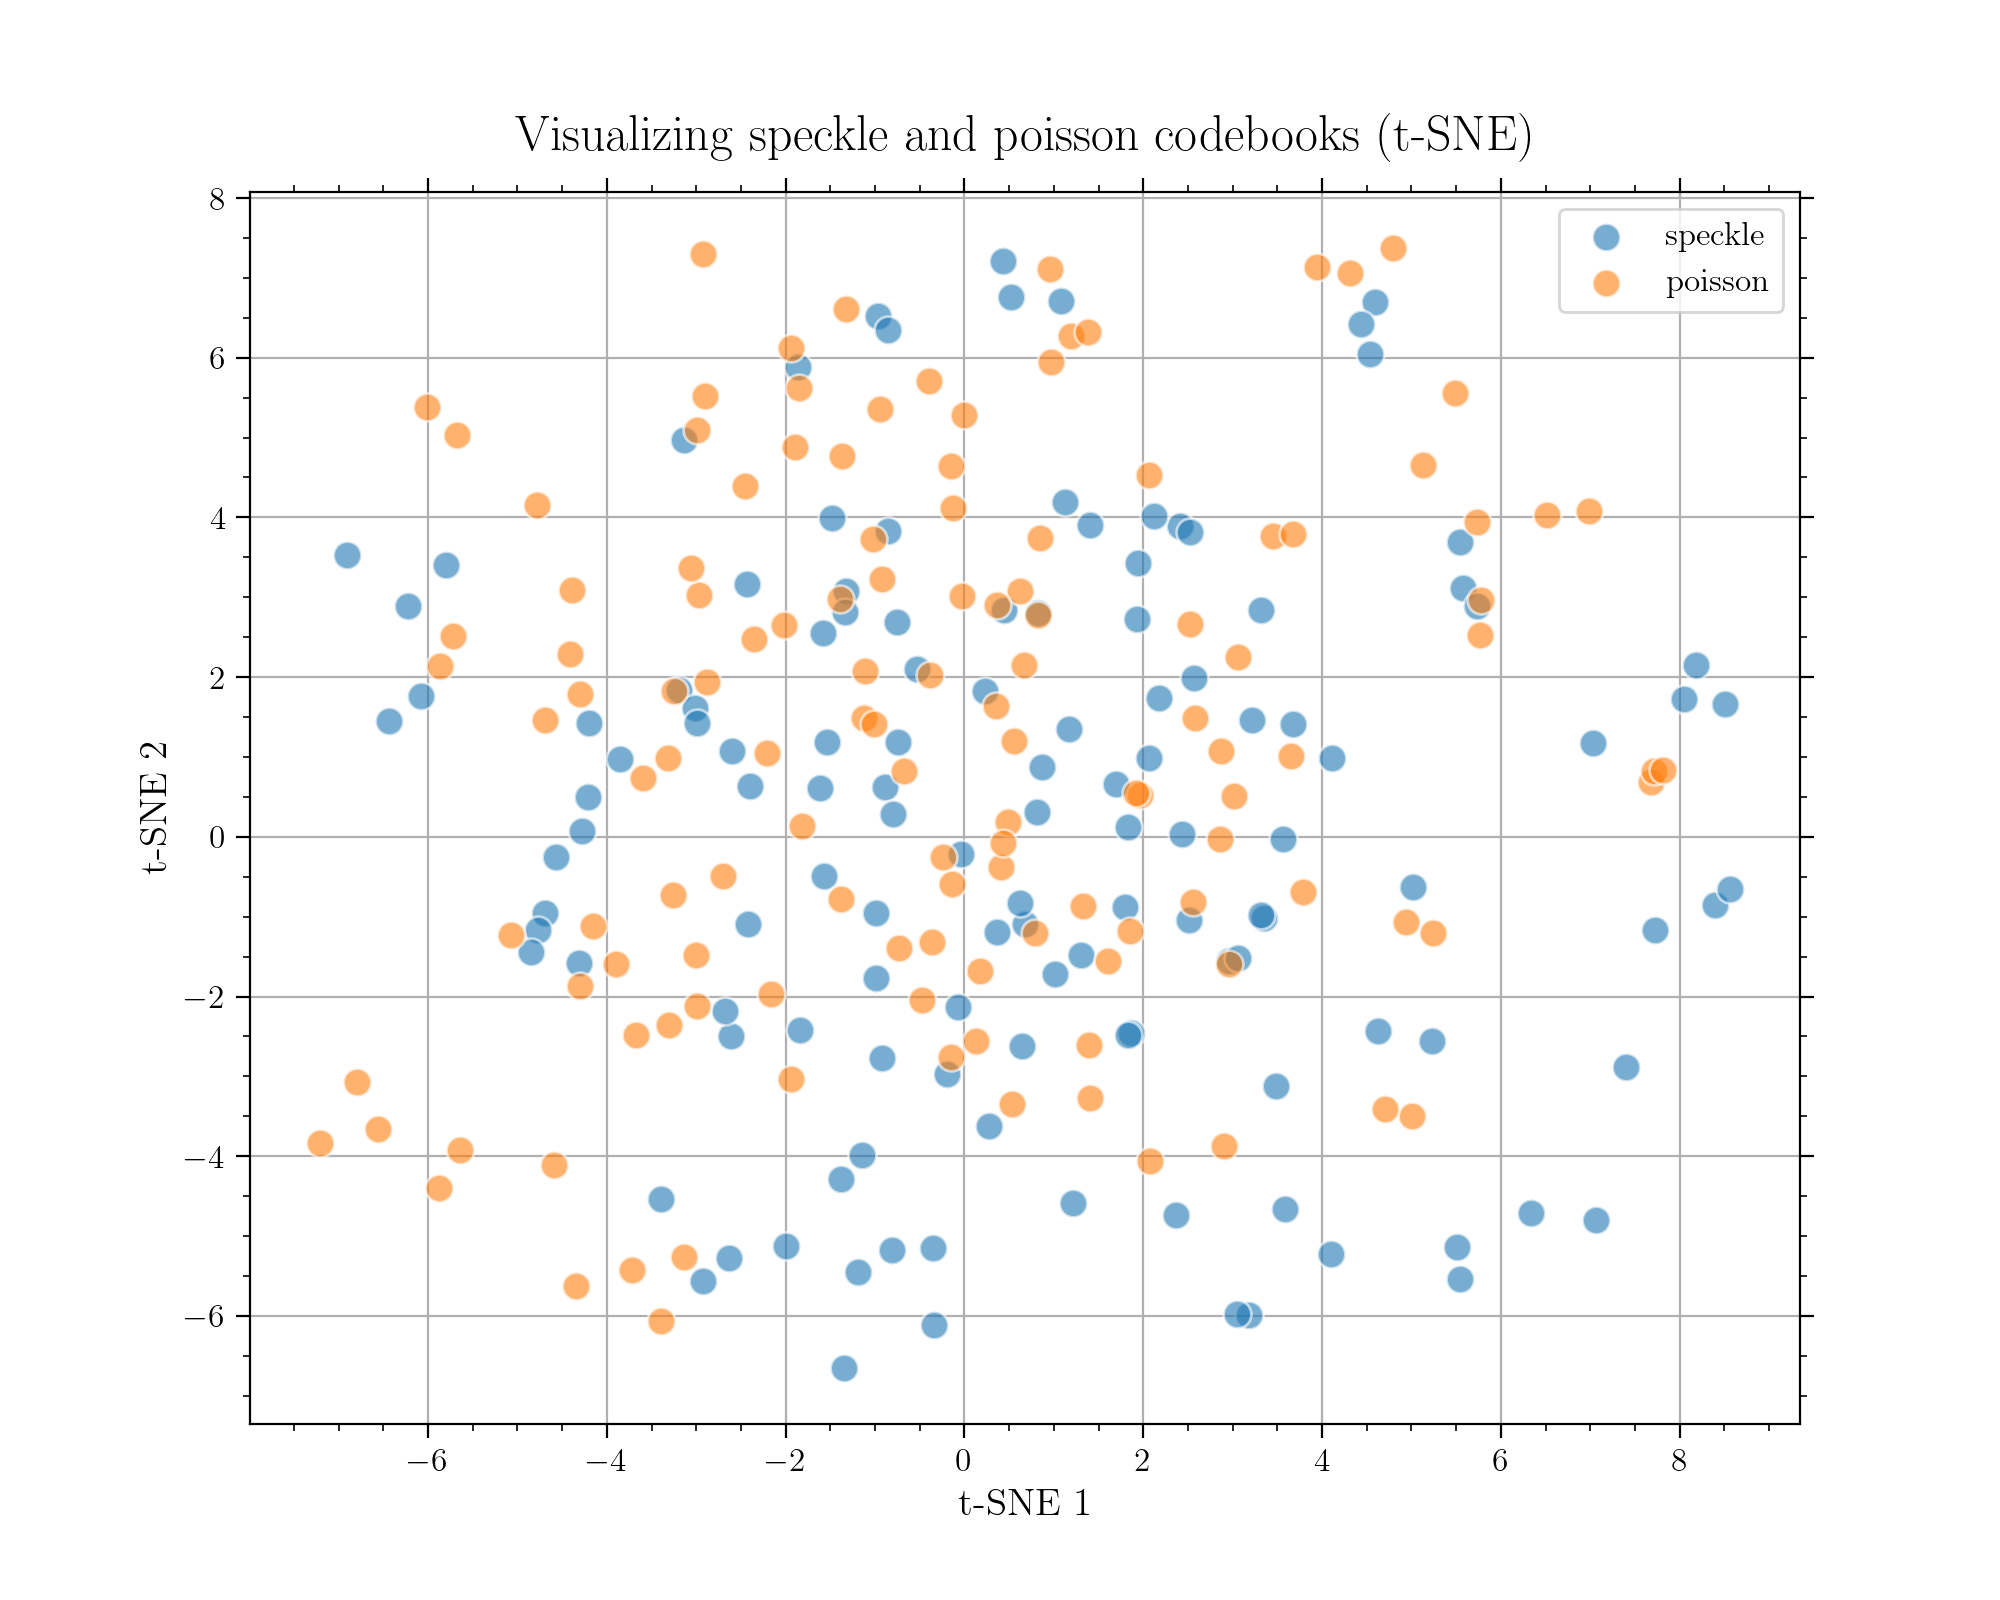 Visualizing speckle and poisson codebooks (t-SNE)
speckle
poisson
8
6
4
2
0
−2
−4
−6
t-SNE 2
−6 −4 −2 0 2 4 6 8
t-SNE 1